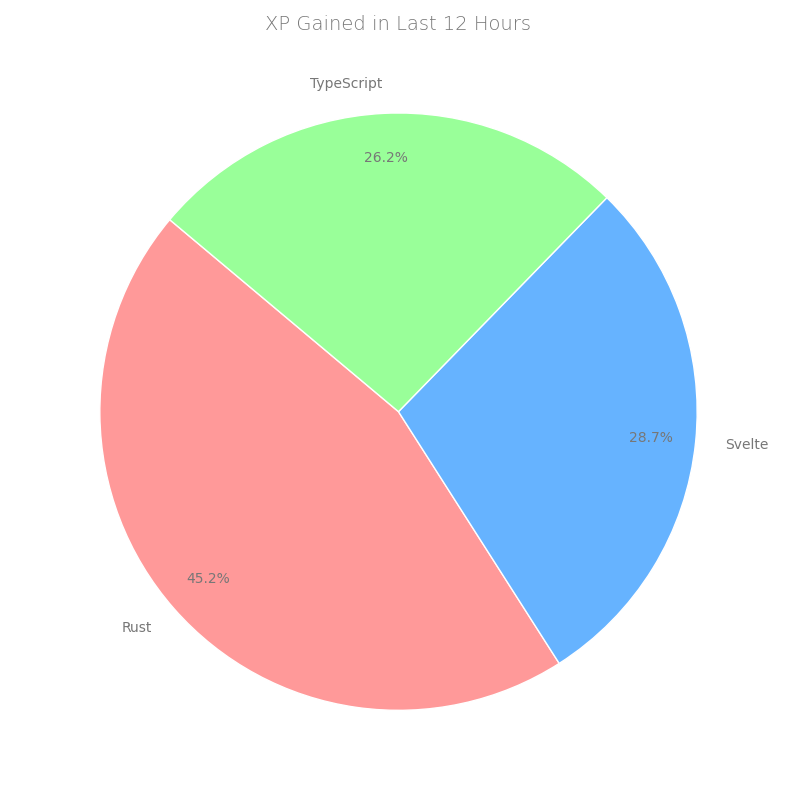 XP Gained in Last 12 Hours
TypeScript
26.2%
28.7%
Svelte
45.2%
Rust